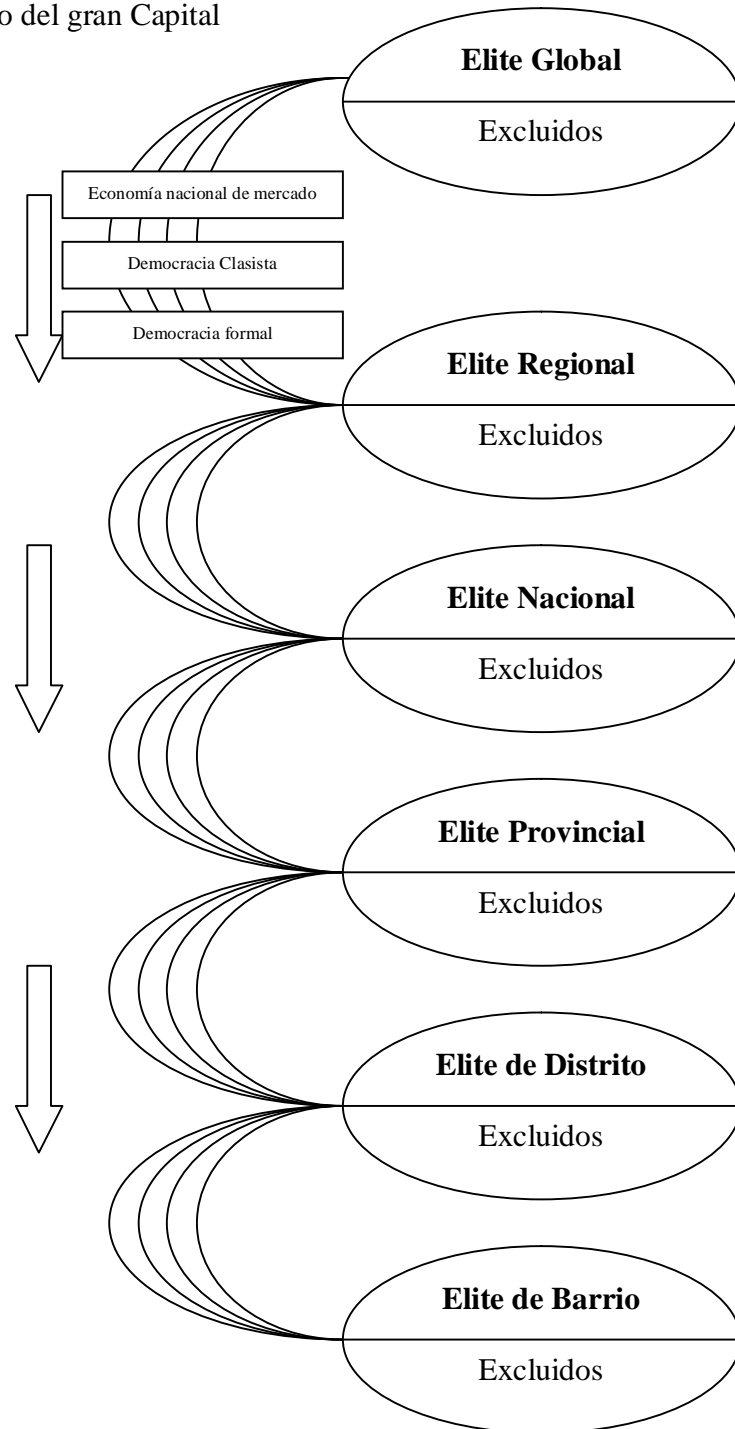 o del gran Capital
Elite Global
Excluidos
Economía nacional de mercado
Democracia Clasista
Democracia formal
Elite Regional
Excluidos
Elite Nacional
Excluidos
Elite Provincial
Excluidos
Elite de Distrito
Excluidos
Elite de Barrio
Excluidos